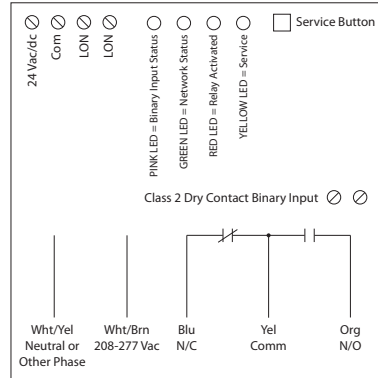 24 Vac/dc
Com
LON
LON
PINK LED = Binary Input Status
GREEN LED = Network Status
RED LED = Relay Activated
YELLOW LED = Service
Service Button
Class 2 Dry Contact Binary Input
Wht/Yel
Neutral or
Other Phase
Wht/Brn
208-277 Vac
Blu
N/C
Yel
Comm
Org
N/O